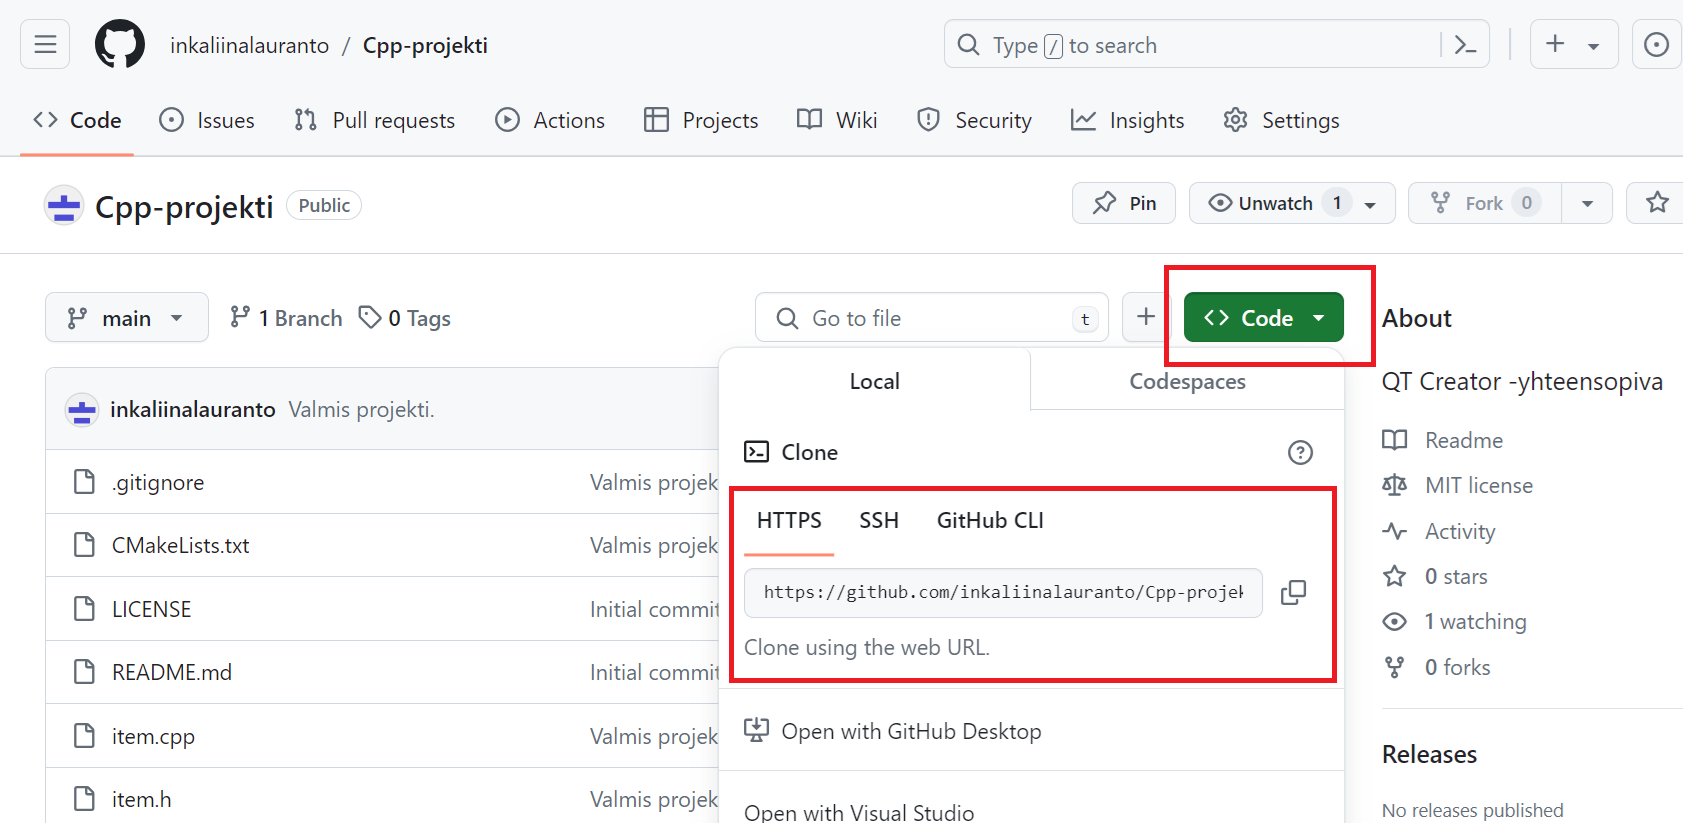 inkaliinalauranto / Cpp-projekti
Type / to search
Code Issues Pull requests Actions Projects Wiki Security Insights Settings
Cpp-projekti Public
Pin Unwatch 1 Fork 0
main 1 Branch 0 Tags
Go to file t + Code
About
QT Creator -yhteensopiva
Readme
MIT license
Activity
0 stars
1 watching
0 forks
Releases
No releases published
inkaliinalauranto Valmis projekti.
.gitignore Valmis projek
CMakeLists.txt Valmis projek
LICENSE Initial commit
README.md Initial commit
item.cpp Valmis projek
item.h Valmis projek
Local Codespaces
Clone
HTTPS SSH GitHub CLI
https://github.com/inkaliinalauranto/Cpp-projek
Clone using the web URL.
Open with GitHub Desktop
Open with Visual Studio